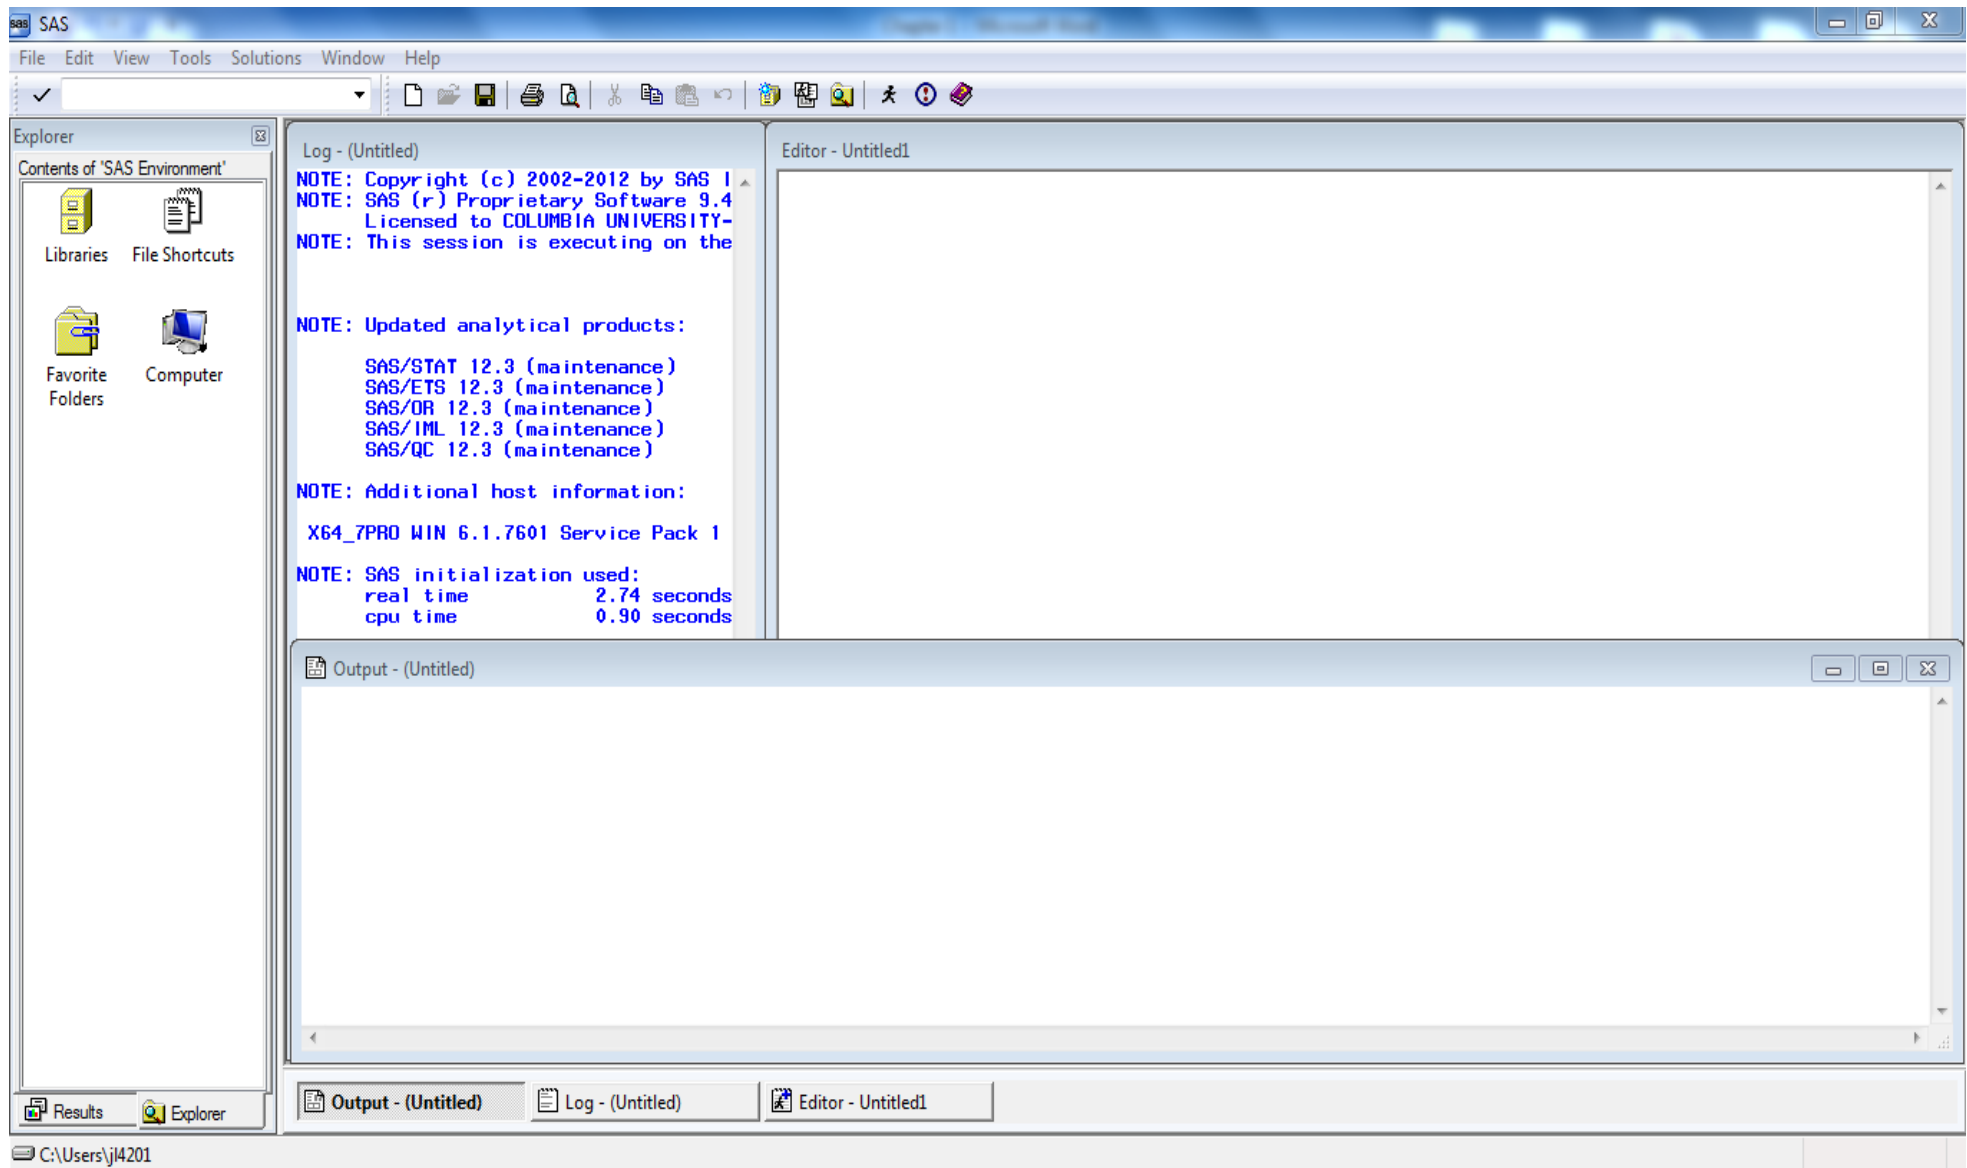 sas SAS
File Edit View Tools Solutions Window Help
Explorer
Contents of 'SAS Environment'
Libraries File Shortcuts
Favorite Folders
Computer
Log - (Untitled)
NOTE: Copyright (c) 2002-2012 by SAS I
NOTE: SAS (r) Proprietary Software 9.4
Licensed to COLUMBIA UNIVERSITY-
NOTE: This session is executing on the
NOTE: Updated analytical products:
SAS/STAT 12.3 (maintenance)
SAS/ETS 12.3 (maintenance)
SAS/OR 12.3 (maintenance)
SAS/IML 12.3 (maintenance)
SAS/QC 12.3 (maintenance)
NOTE: Additional host information:
X64_7PRO WIN 6.1.7601 Service Pack 1
NOTE: SAS initialization used:
real time 2.74 seconds
cpu time 0.90 seconds
Editor - Untitled1
Output - (Untitled)
Results Explorer
Output - (Untitled) Log - (Untitled) Editor - Untitled1
C:\Users\jl4201